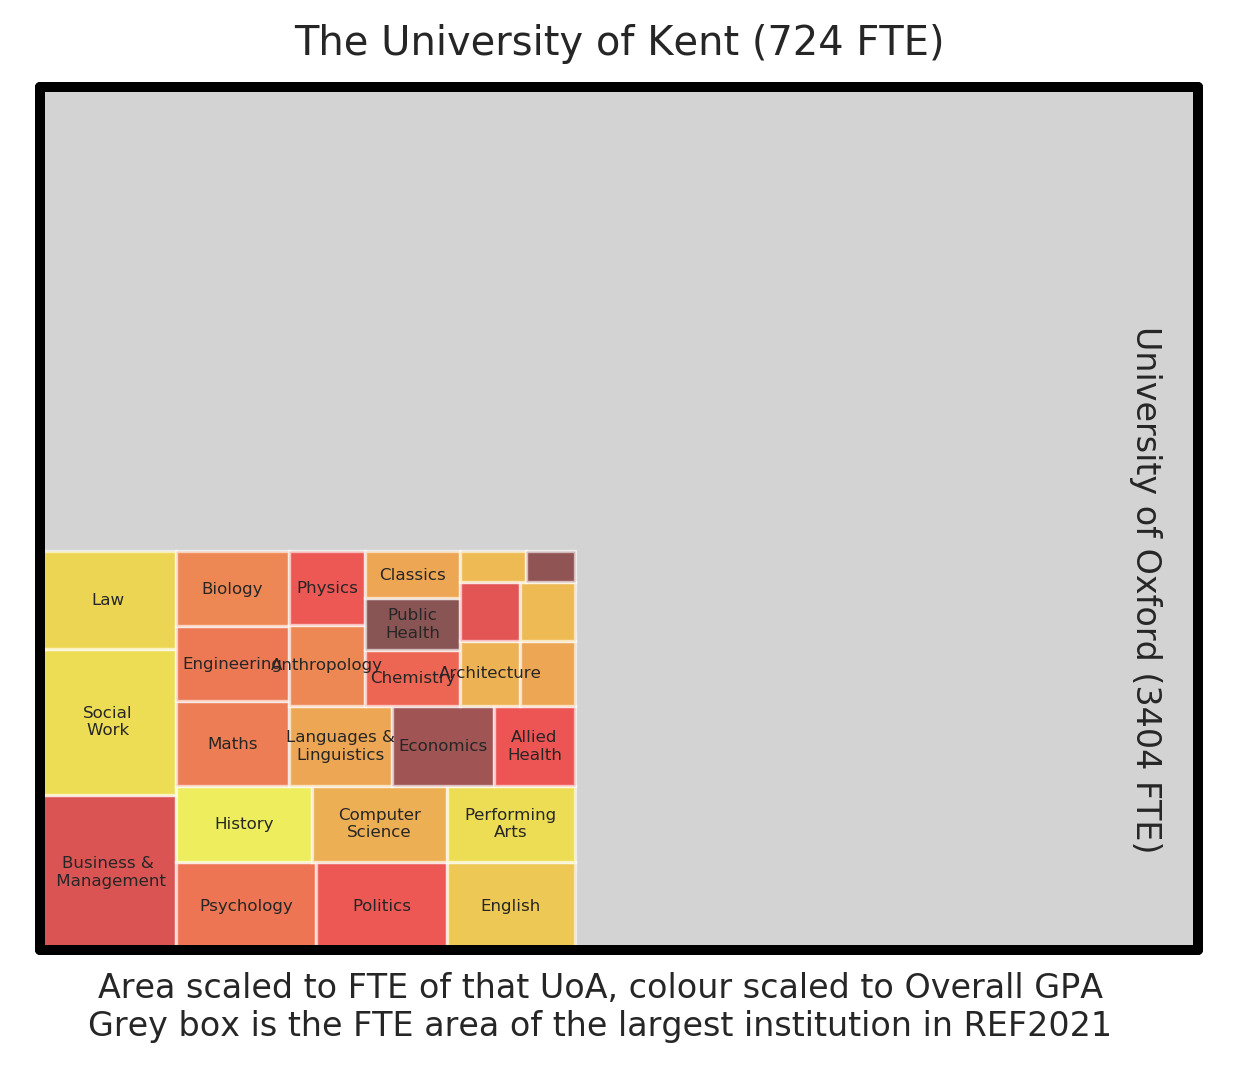 The University of Kent (724 FTE)
University of Oxford (3404 FTE)
Law
Biology
Physics
Classics
Public
Health
Engineering
Anthropology
Chemistry
Architecture
Social
Work
Maths
Languages &
Linguistics
Economics
Allied
Health
History
Computer
Science
Performing
Arts
Business &
Management
Psychology
Politics
English
Area scaled to FTE of that UoA, colour scaled to Overall GPA
Grey box is the FTE area of the largest institution in REF2021